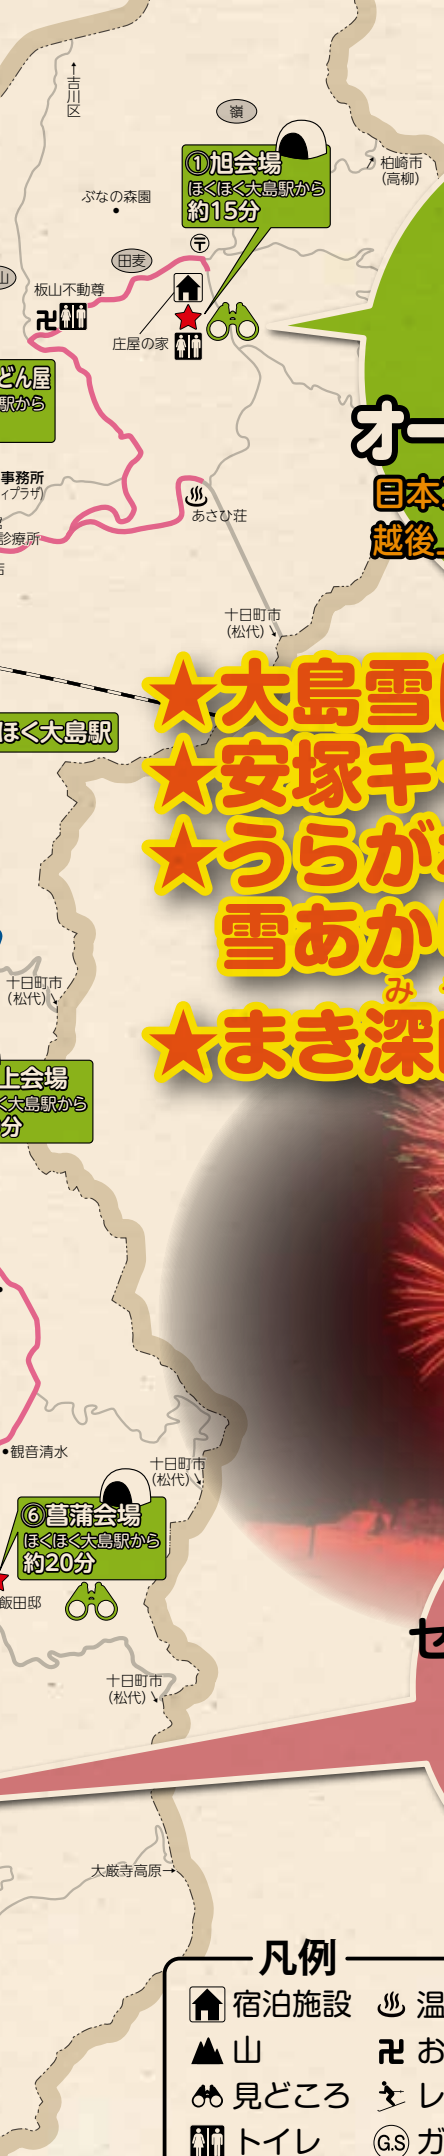 ↑吉川区
嶺
①旭会場
ほくほく大島駅から
約15分
柏崎市
(高柳)
ぶなの森園
田麦
山
板山不動尊
庄屋の家
どん屋
駅から
オー
日本
越後
事務所
ィプラザ)
診療所
あさひ荘
十日町市
(松代)
★大島雪
ほく大島駅
★安塚キ
★うらが
雪あか
十日町市
(松代)
み
★まき深
上会場
く大島駅から
分
観音清水
十日町市
(松代)
⑥菖蒲会場
ほくほく大島駅から
約20分
飯田邸
セ
十日町市
(松代)
大厳寺高原→
凡例
宿泊施設
温
山
お
見どころ
レ
トイレ
G.S
ガ